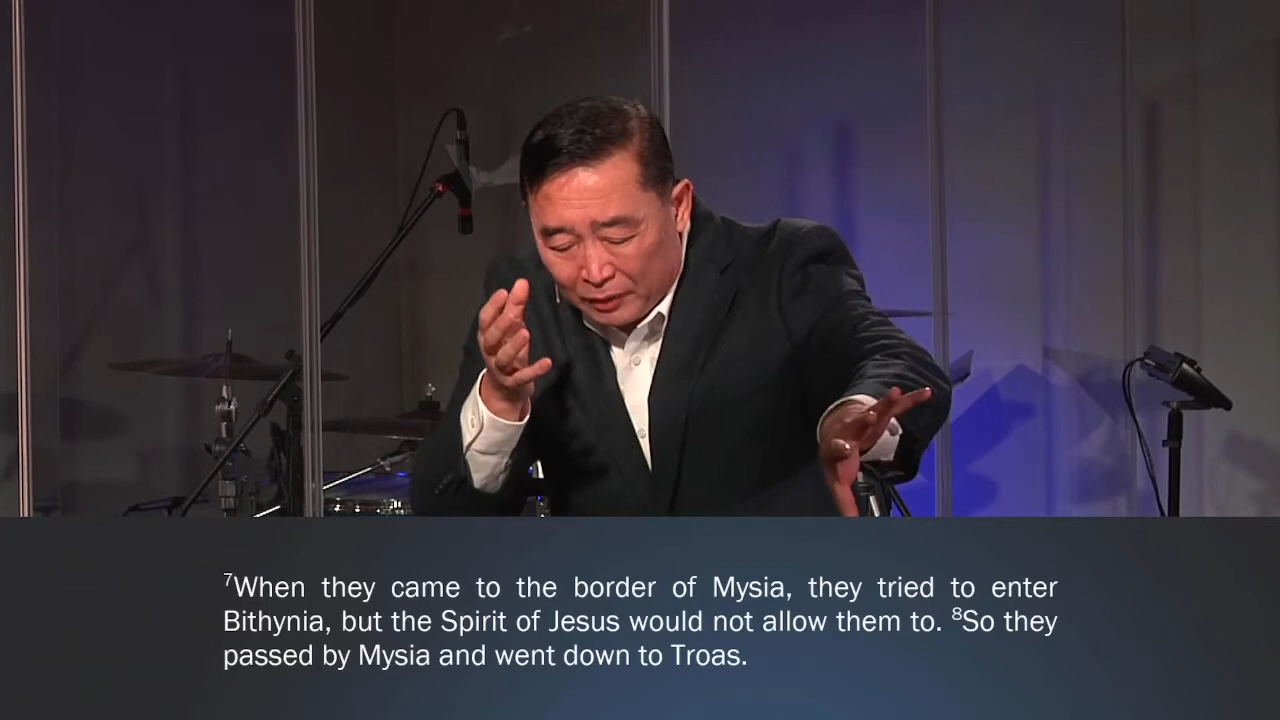 ⁷When they came to the border of Mysia, they tried to enter
Bithynia, but the Spirit of Jesus would not allow them to. ⁸So they
passed by Mysia and went down to Troas.